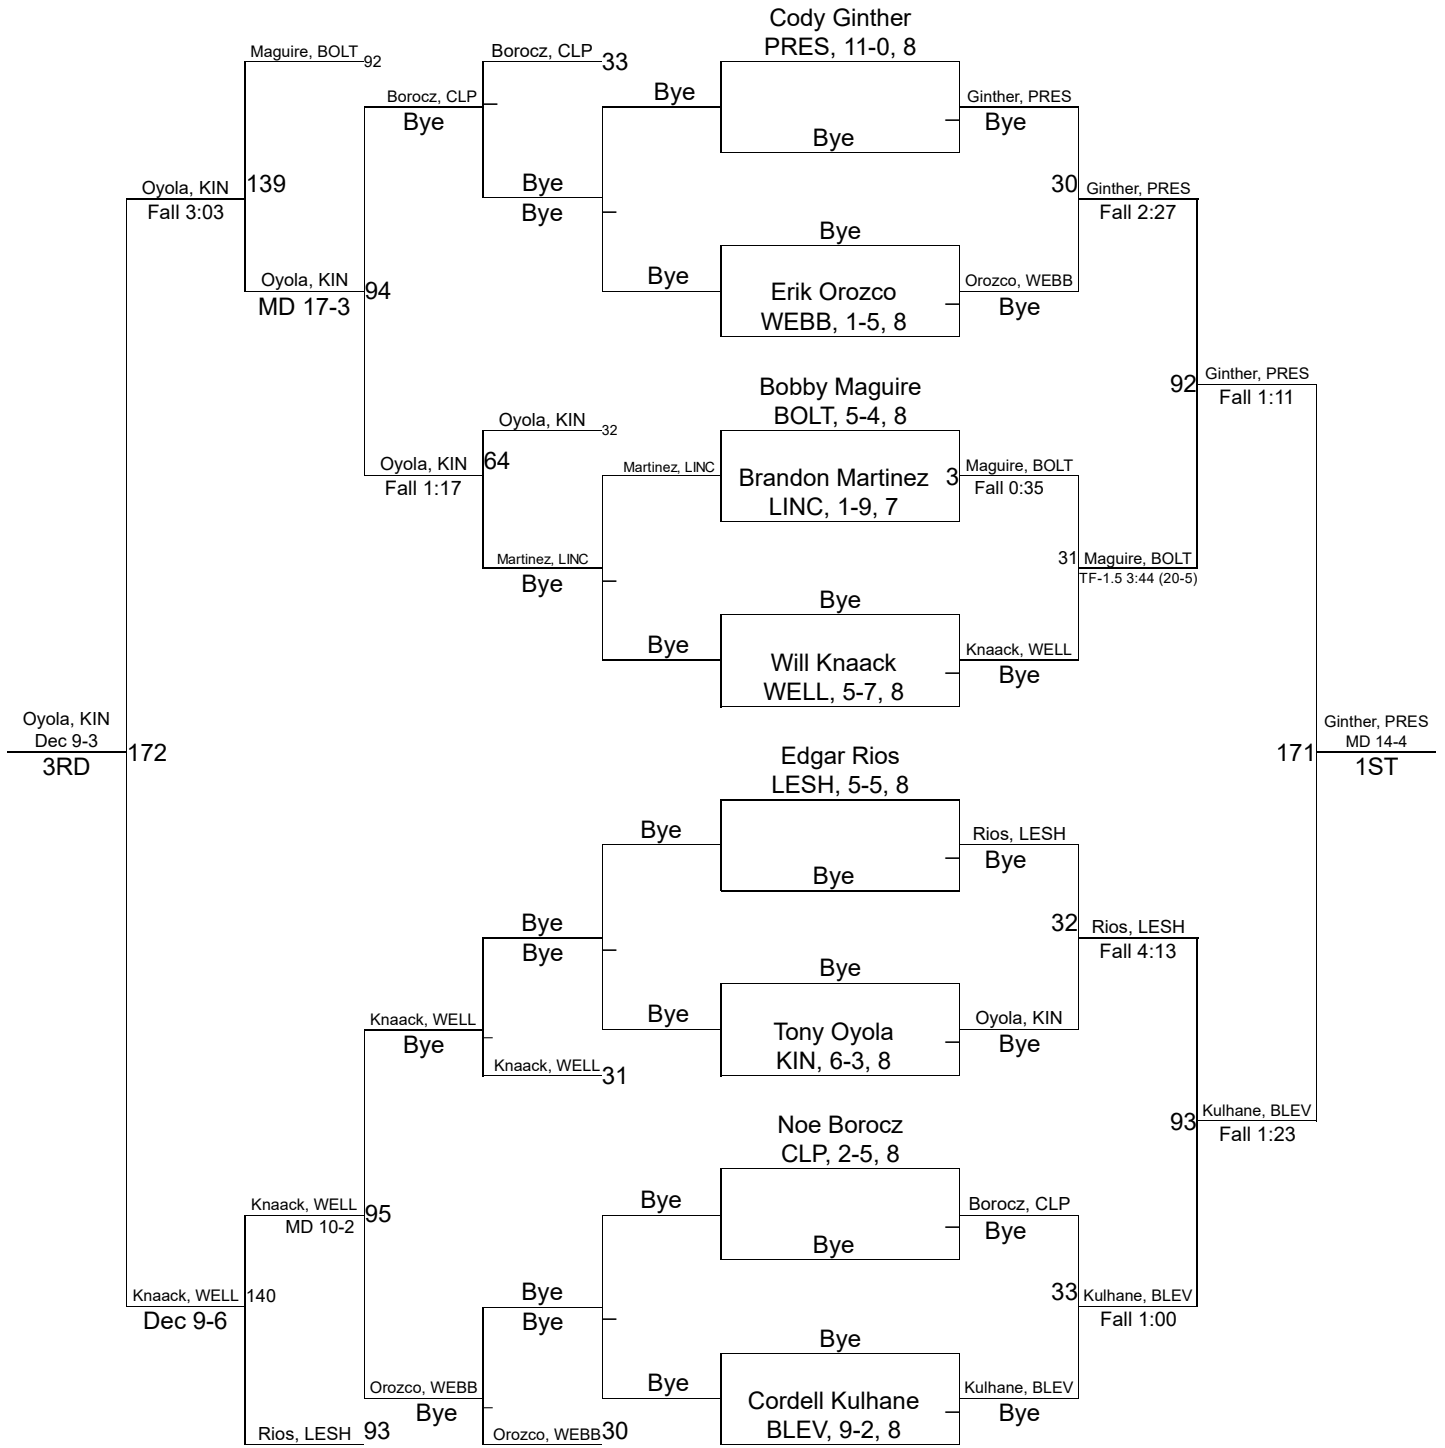 Cody Ginther
PRES, 11-0, 8
Maguire, BOLT 92
Borocz, CLP 33
Borocz, CLP
Bye
Bye
Ginther, PRES
Bye
Bye
Oyola, KIN
Fall 3:03
139
Bye
Bye
30
Ginther, PRES
Fall 2:27
Bye
Oyola, KIN
MD 17-3
94
Bye
Erik Orozco
WEBB, 1-5, 8
Orozco, WEBB
Bye
92
Ginther, PRES
Fall 1:11
Bobby Maguire
BOLT, 5-4, 8
Oyola, KIN 32
Oyola, KIN
Fall 1:17
64
Martinez, LINC
Brandon Martinez
LINC, 1-9, 7
3
Maguire, BOLT
Fall 0:35
Martinez, LINC
Bye
31
Maguire, BOLT
TF-1.5 3:44 (20-5)
Bye
Bye
Will Knaack
WELL, 5-7, 8
Knaack, WELL
Bye
Oyola, KIN
Dec 9-3
3RD
172
171
Ginther, PRES
MD 14-4
1ST
Edgar Rios
LESH, 5-5, 8
Bye
Bye
Rios, LESH
Bye
Bye
Bye
32
Rios, LESH
Fall 4:13
Bye
Bye
Tony Oyola
KIN, 6-3, 8
Oyola, KIN
Bye
Knaack, WELL
Bye
Knaack, WELL 31
93
Kulhane, BLEV
Fall 1:23
Noe Borocz
CLP, 2-5, 8
Knaack, WELL
MD 10-2
95
Bye
Bye
Borocz, CLP
Bye
Knaack, WELL
Dec 9-6
140
Bye
Bye
33
Kulhane, BLEV
Fall 1:00
Bye
Orozco, WEBB
Bye
Bye
Cordell Kulhane
BLEV, 9-2, 8
Kulhane, BLEV
Bye
Rios, LESH 93
Orozco, WEBB 30